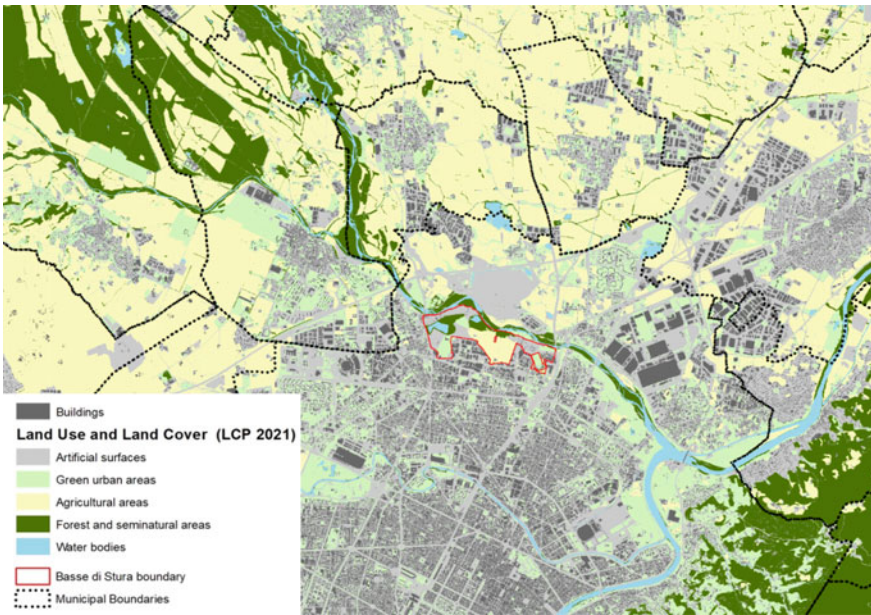 Buildings
Land Use and Land Cover (LCP 2021)
Artificial surfaces
Green urban areas
Agricultural areas
Forest and seminatural areas
Water bodies
Basse di Stura boundary
Municipal Boundaries